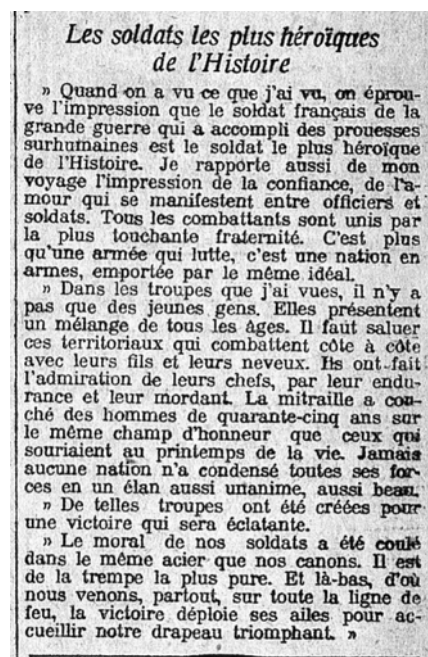 Les soldats les plus héroïques
de l'Histoire
» Quand on a vu ce que j'ai vu, on éprou-
ve l'impression que le soldat français de la
grande guerre qui a accompli des prouesses
surhumaines est le soldat le plus héroïque
de l'Histoire. Je rapporte aussi de mon
voyage l'impression de la confiance, de l'a-
mour qui se manifestent entre officiers et
soldats. Tous les combattants sont unis par
la plus touchante fraternité. C'est plus
qu'une armée qui lutte, c'est une nation en
armes, emportée par le même idéal.
» Dans les troupes que j'ai vues, il n'y a
pas que des jeunes gens. Elles présentent
un mélange de tous les âges. Il faut saluer
ces territoriaux qui combattent côte à côte
avec leurs fils et leurs neveux. Ils ont fait
l'admiration de leurs chefs, par leur endu-
rance et leur mordant. La mitraille a cou-
ché des hommes de quarante-cinq ans sur
le même champ d'honneur que ceux qui
souriaient au printemps de la vie. Jamais
aucune nation n'a condensé toutes ses for-
ces en un élan aussi unanime, aussi beau.
» De telles troupes ont été créées pour
une victoire qui sera éclatante.
» Le moral de nos soldats a été coulé
dans le même acier que nos canons. Il est
de la trempe la plus pure. Et là-bas, d'où
nous venons, partout, sur toute la ligne de
feu, la victoire déploie ses ailes pour ac-
cueillir notre drapeau triomphant. »